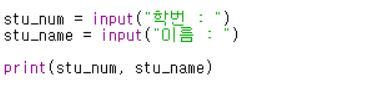 stu_num = input("학번 : ")
stu_name = input("이름 : ")
print(stu_num, stu_name)